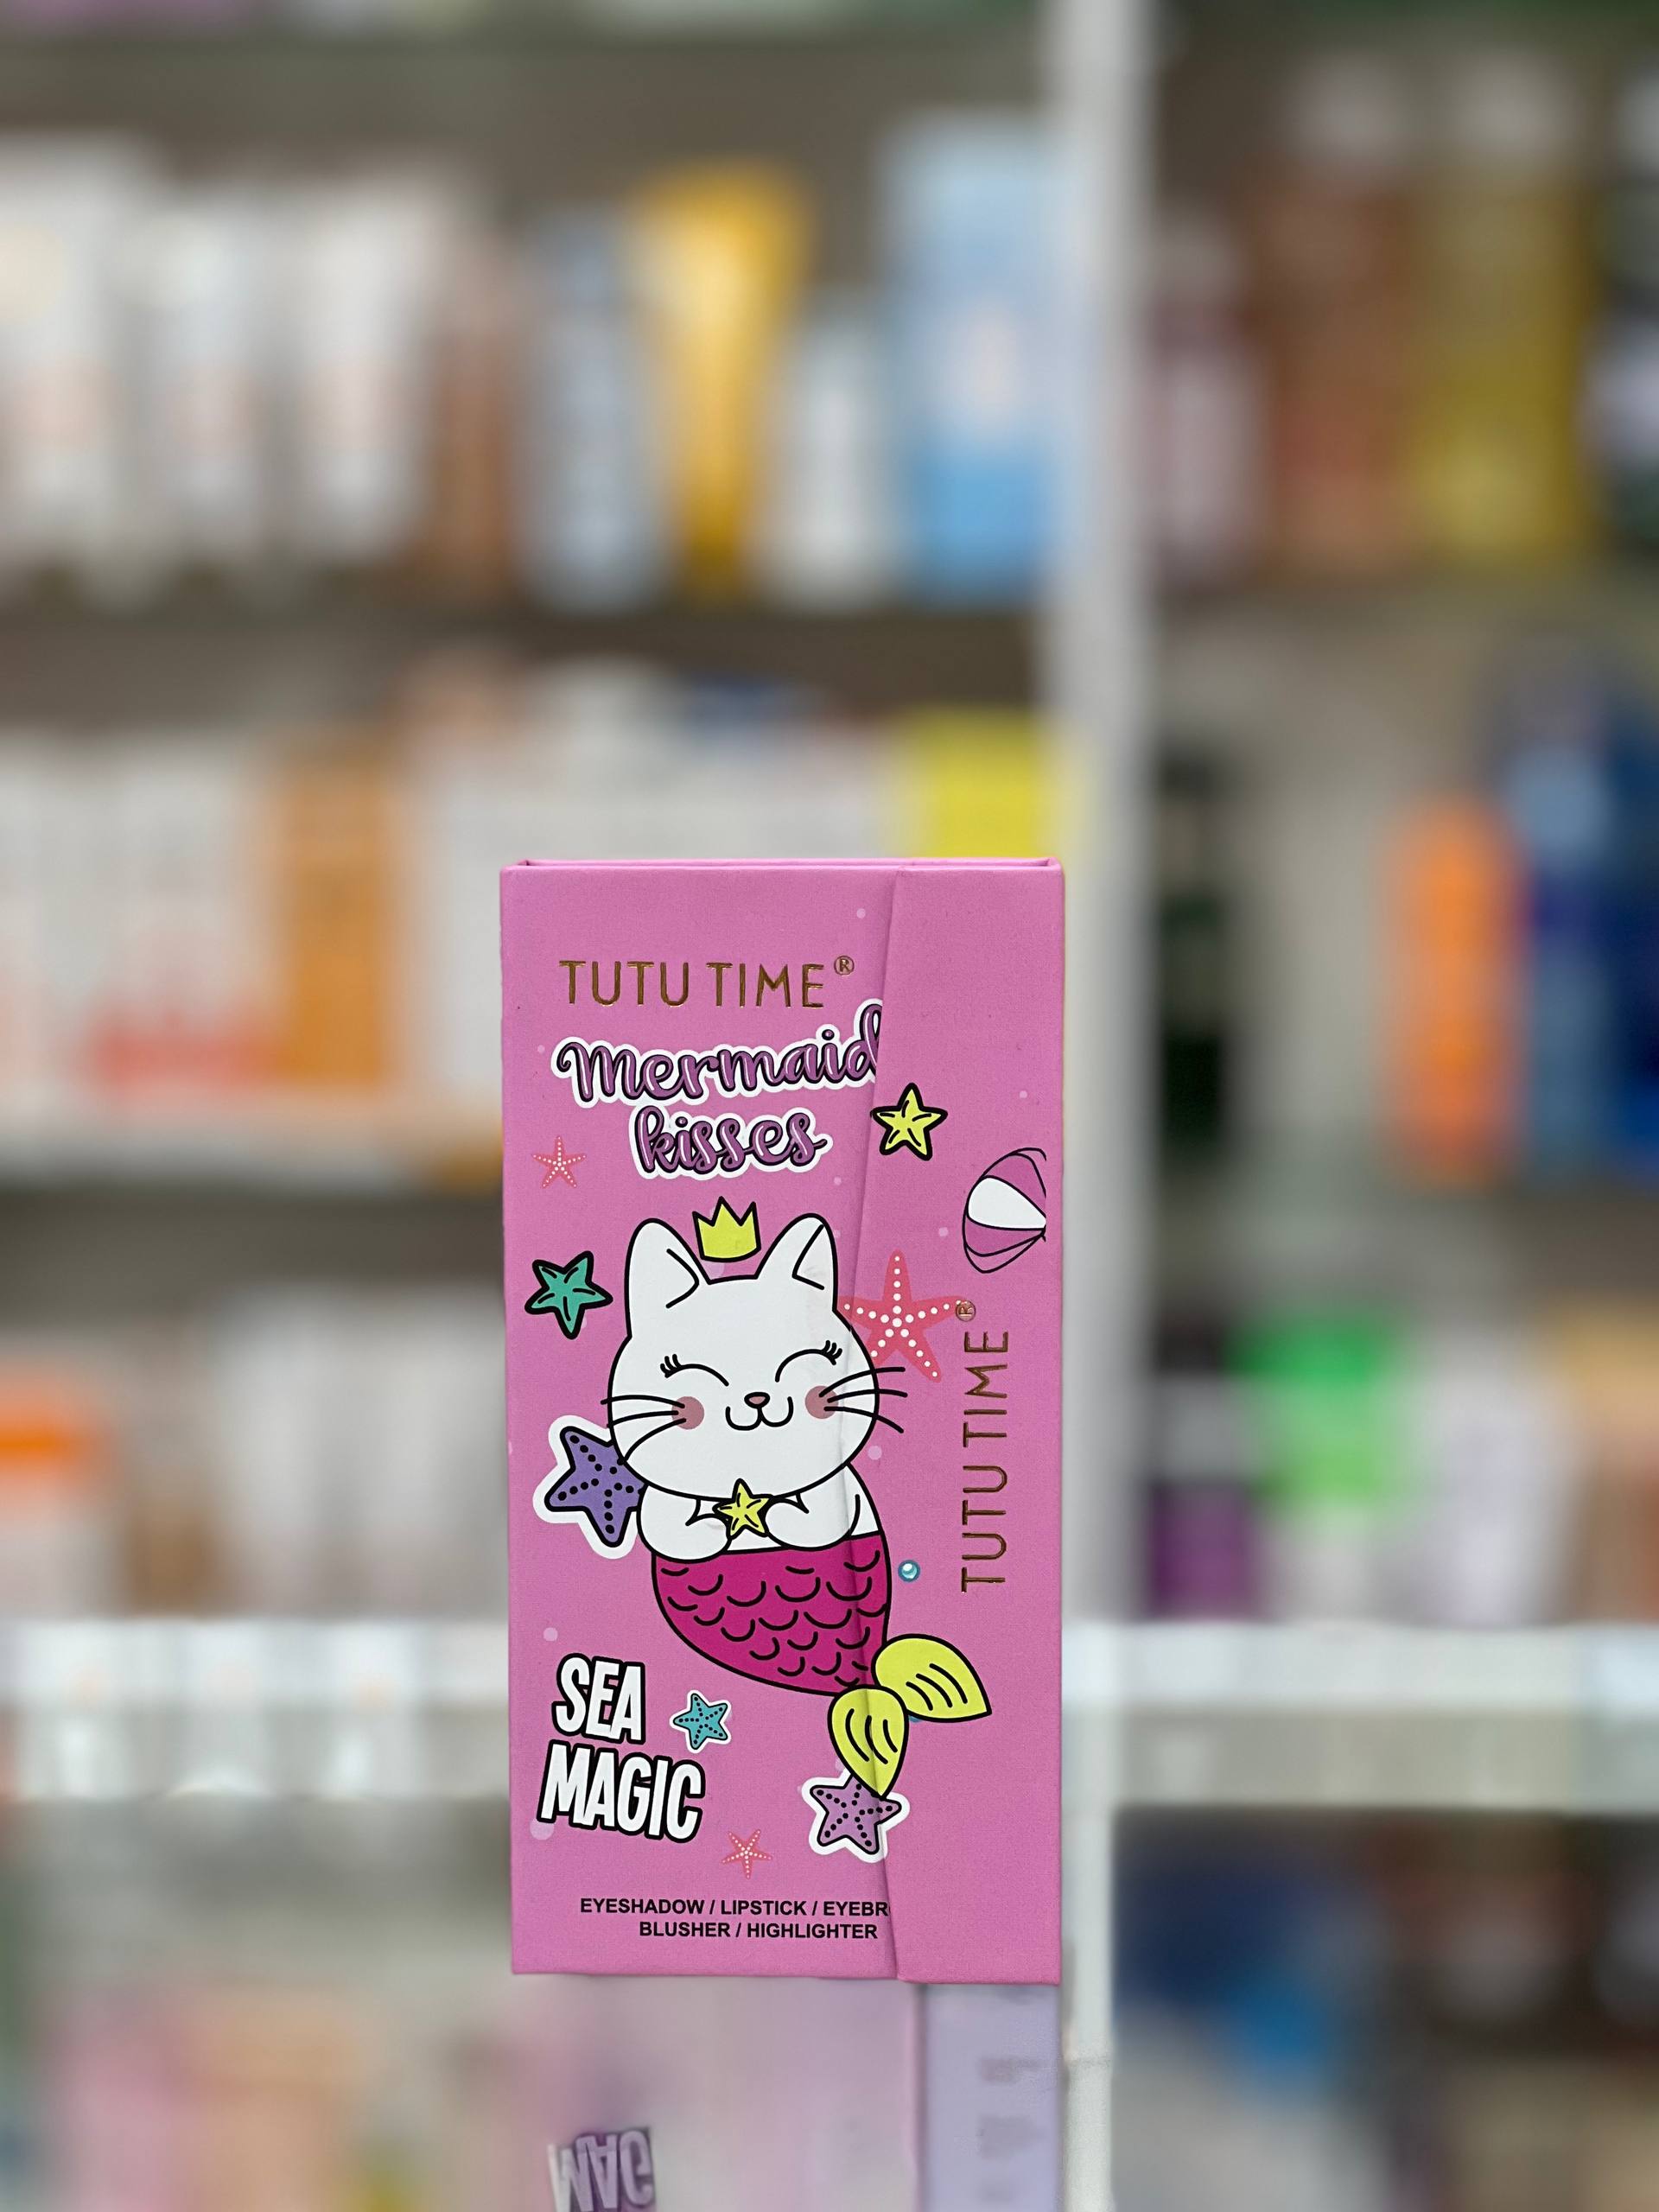 TUTU TIME®
mermaid
kisses
TUTU TIME®
SEA
MAGIC
EYESHADOW / LIPSTICK / EYEBR
BLUSHER / HIGHLIGHTER